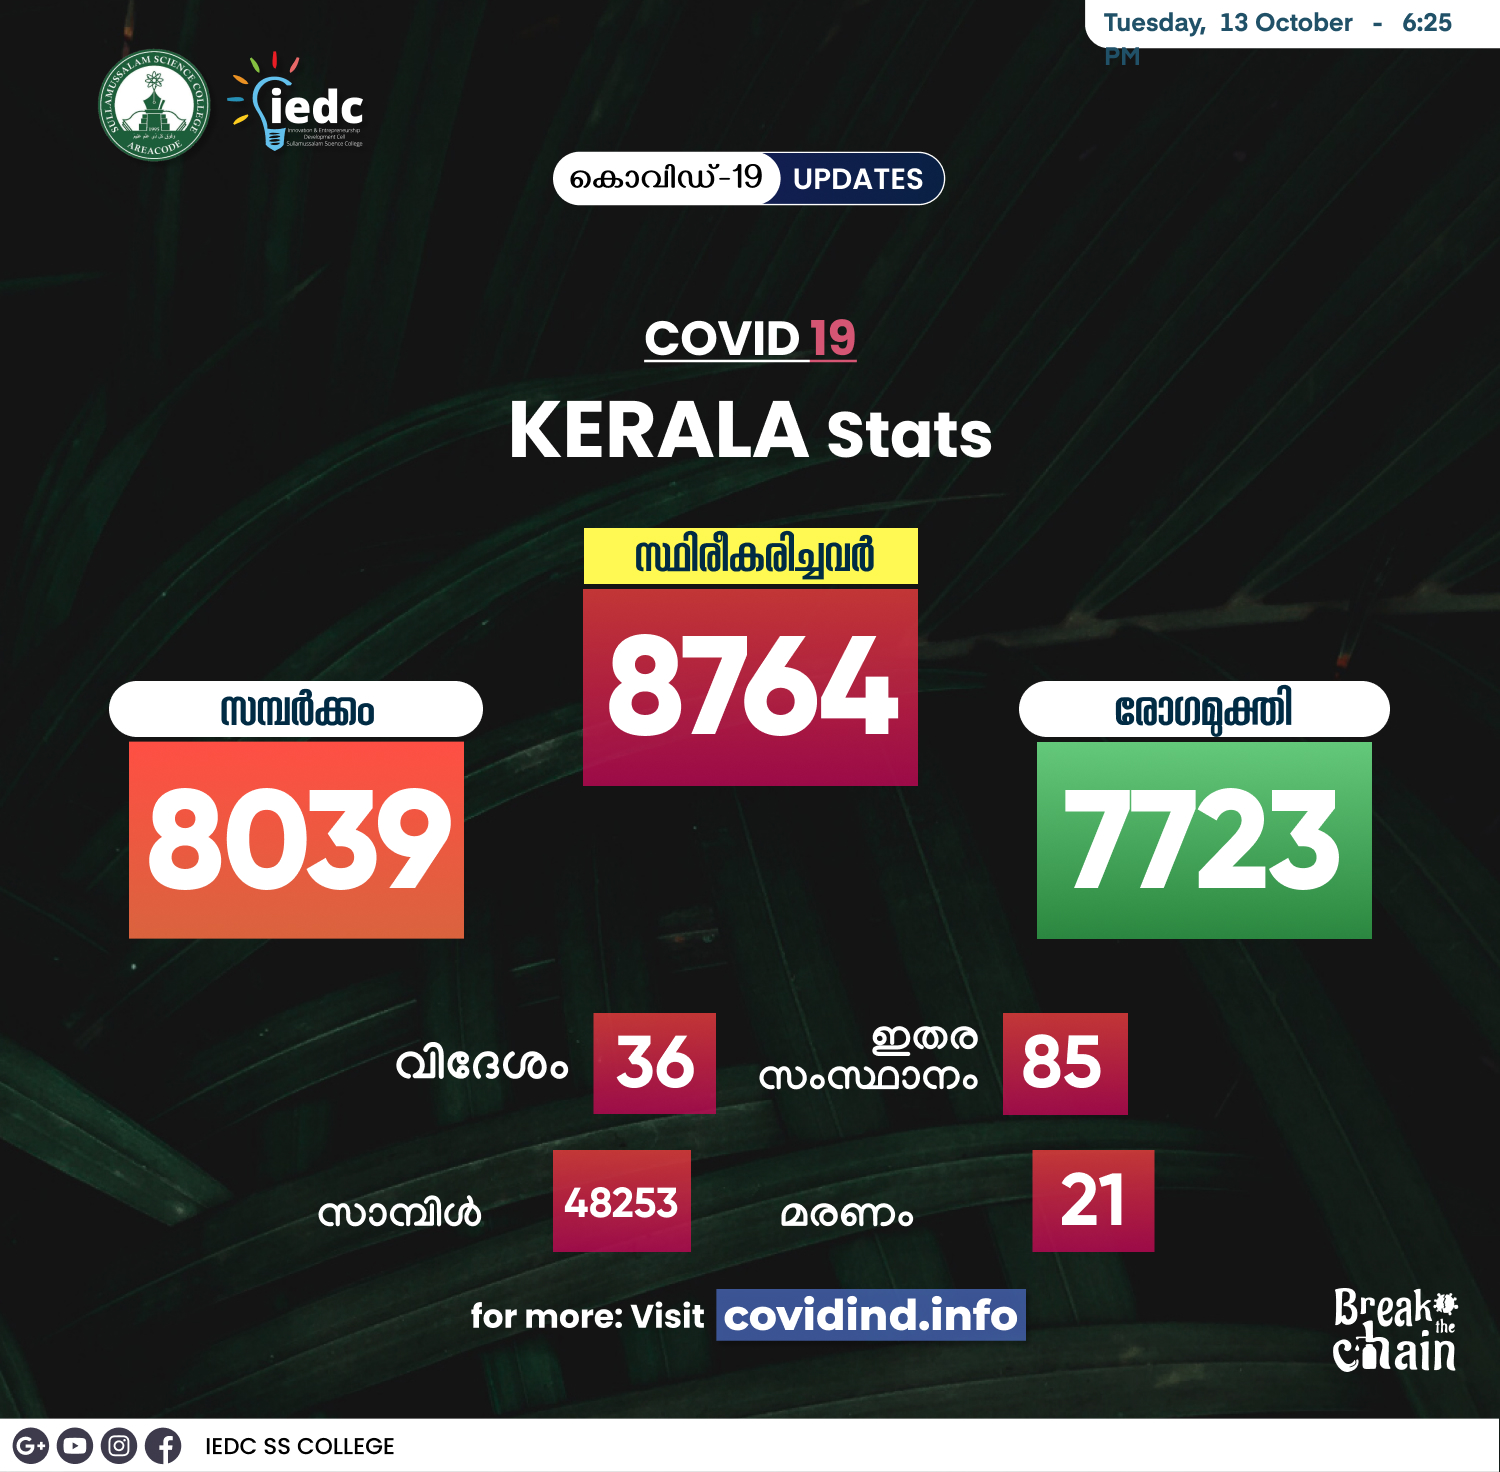 Tuesday, 13 October - 6:25
PM
SULLAMUSSALAM SCIENCE COLLEGE
1995
AREACODE
iedc
Innovation & Entrepreneurship
Development Cell
Sullamussalam Science College
കൊവിഡ്-19 UPDATES
COVID 19
KERALA Stats
സ്ഥിരീകരിച്ചവർ
8764
സമ്പർക്കം
8039
രോഗമുക്തി
7723
വിദേശം 36
ഇതര
സംസ്ഥാനം 85
സാമ്പിൾ 48253
മരണം 21
for more: Visit covidind.info
Break
the
chain
G+ IEDC SS COLLEGE